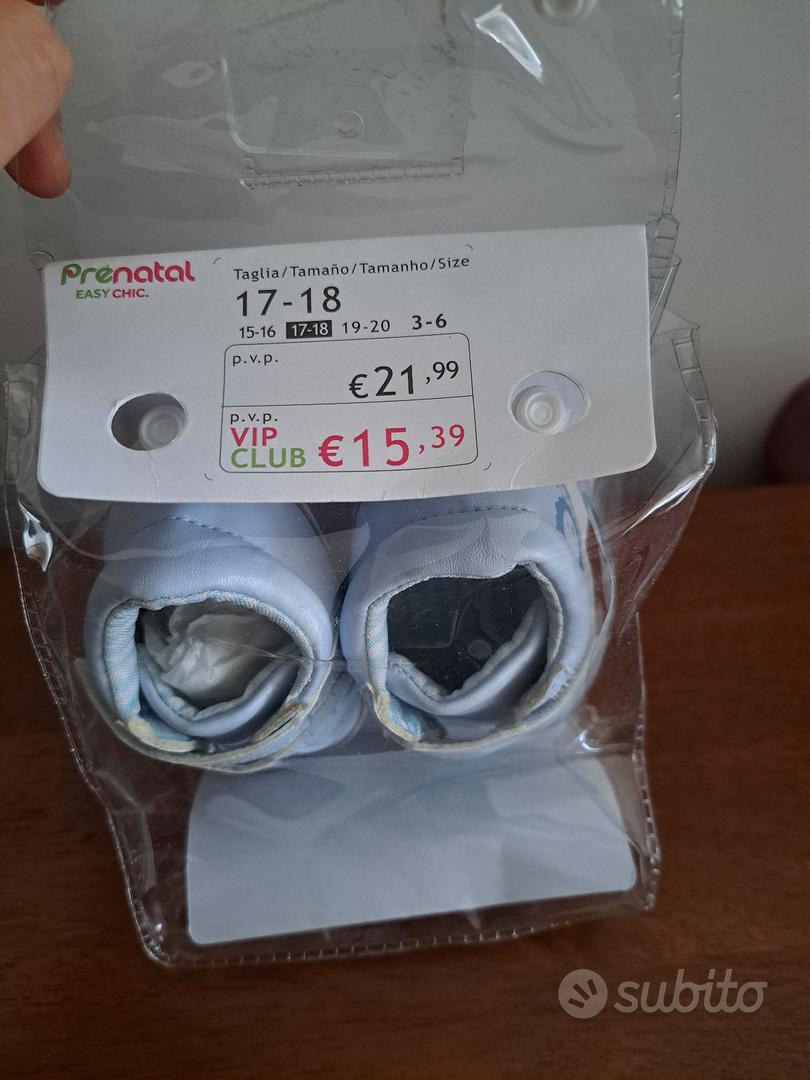 Prénatal
EASY CHIC.
Taglia/Tamaño/Tamanho/Size
17-18
15-16 17-18 19-20 3-6
p.v.p.
€21,99
p.v.p.
VIP CLUB €15,39
subito